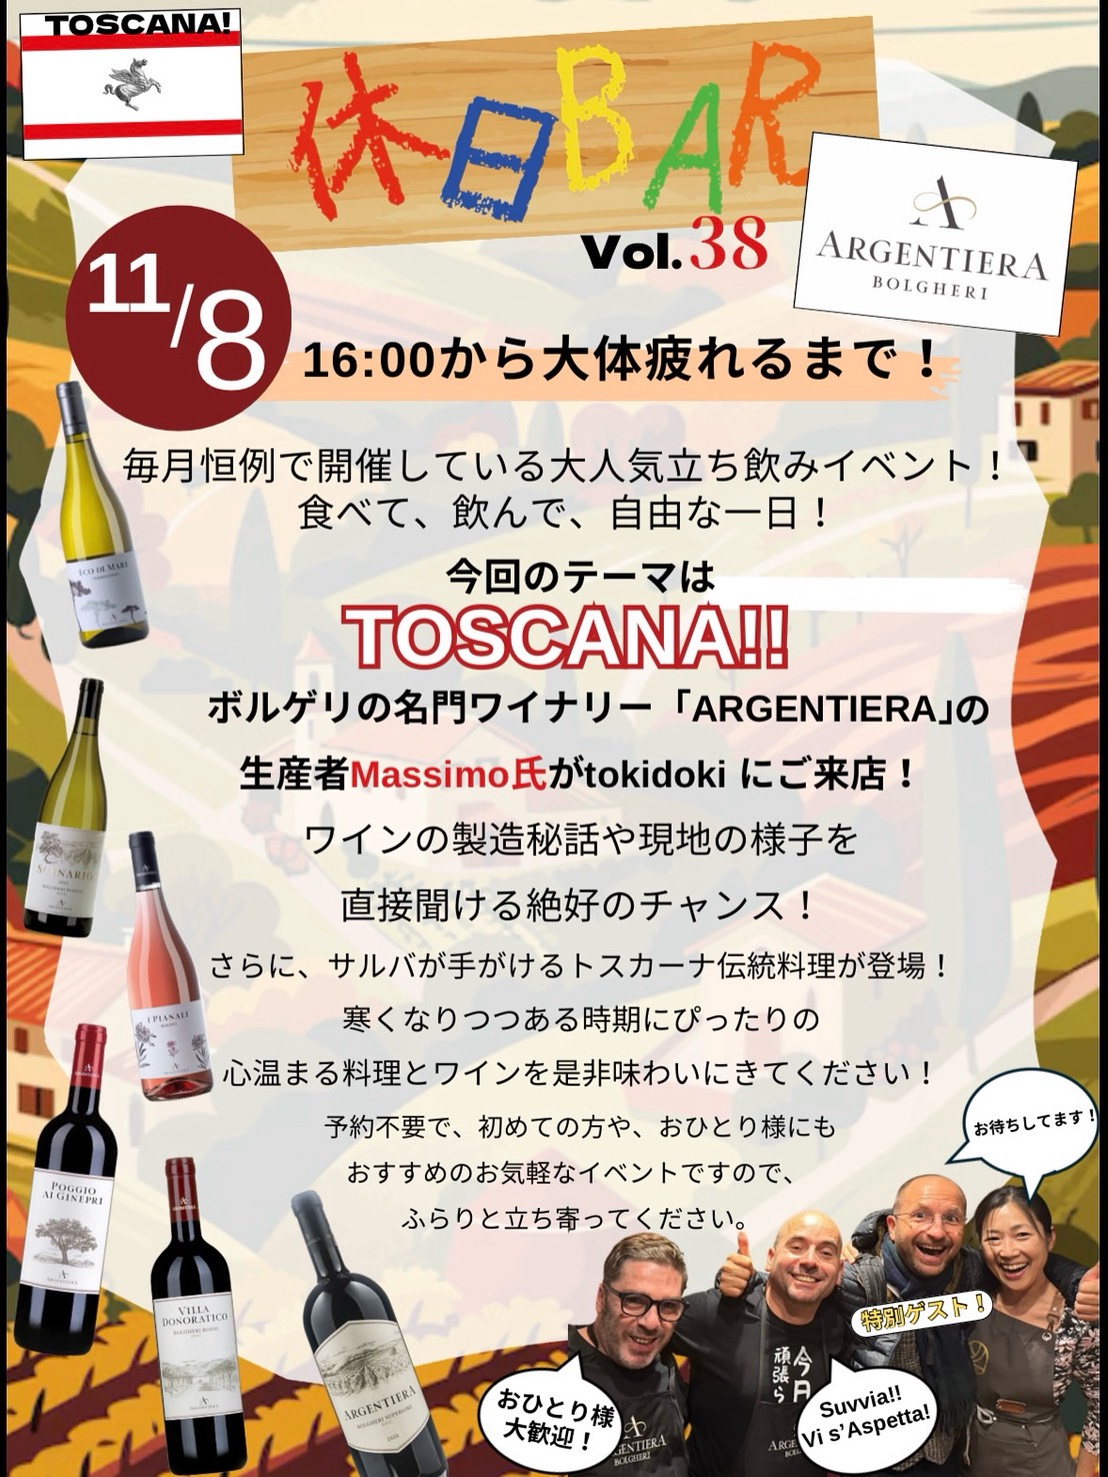 TOSCANA!
休日BAR
Vol.38
ARGENTIERA
BOLGHERI
11/8
16:00から大体疲れるまで！
毎月恒例で開催している大人気立ち飲みイベント！
食べて、飲んで、自由な一日！
今回のテーマは
TOSCANA!!
ボルゲリの名門ワイナリー「ARGENTIERA」の
生産者Massimo氏がtokidoki にご来店！
ワインの製造秘話や現地の様子を
直接聞ける絶好のチャンス！
さらに、サルバが手がけるトスカーナ伝統料理が登場！
寒くなりつつある時期にぴったりの
心温まる料理とワインを是非味わいにきてください！
予約不要で、初めての方や、おひとり様にも
おすすめのお気軽なイベントですので、
ふらりと立ち寄ってください。
I PIANALI
POGGIO
AI GINEPRI
VILLA
DONORATICO
BOLGHERI ROSSO
ARGENTIERA
BOLGHERI SUPERIORE
2020
お待ちしてます！
特別ゲスト！
おひとり様
大歓迎！
Suvvia!!
Vi s'Aspetta!
今日
頑張ら
BOLGHERI